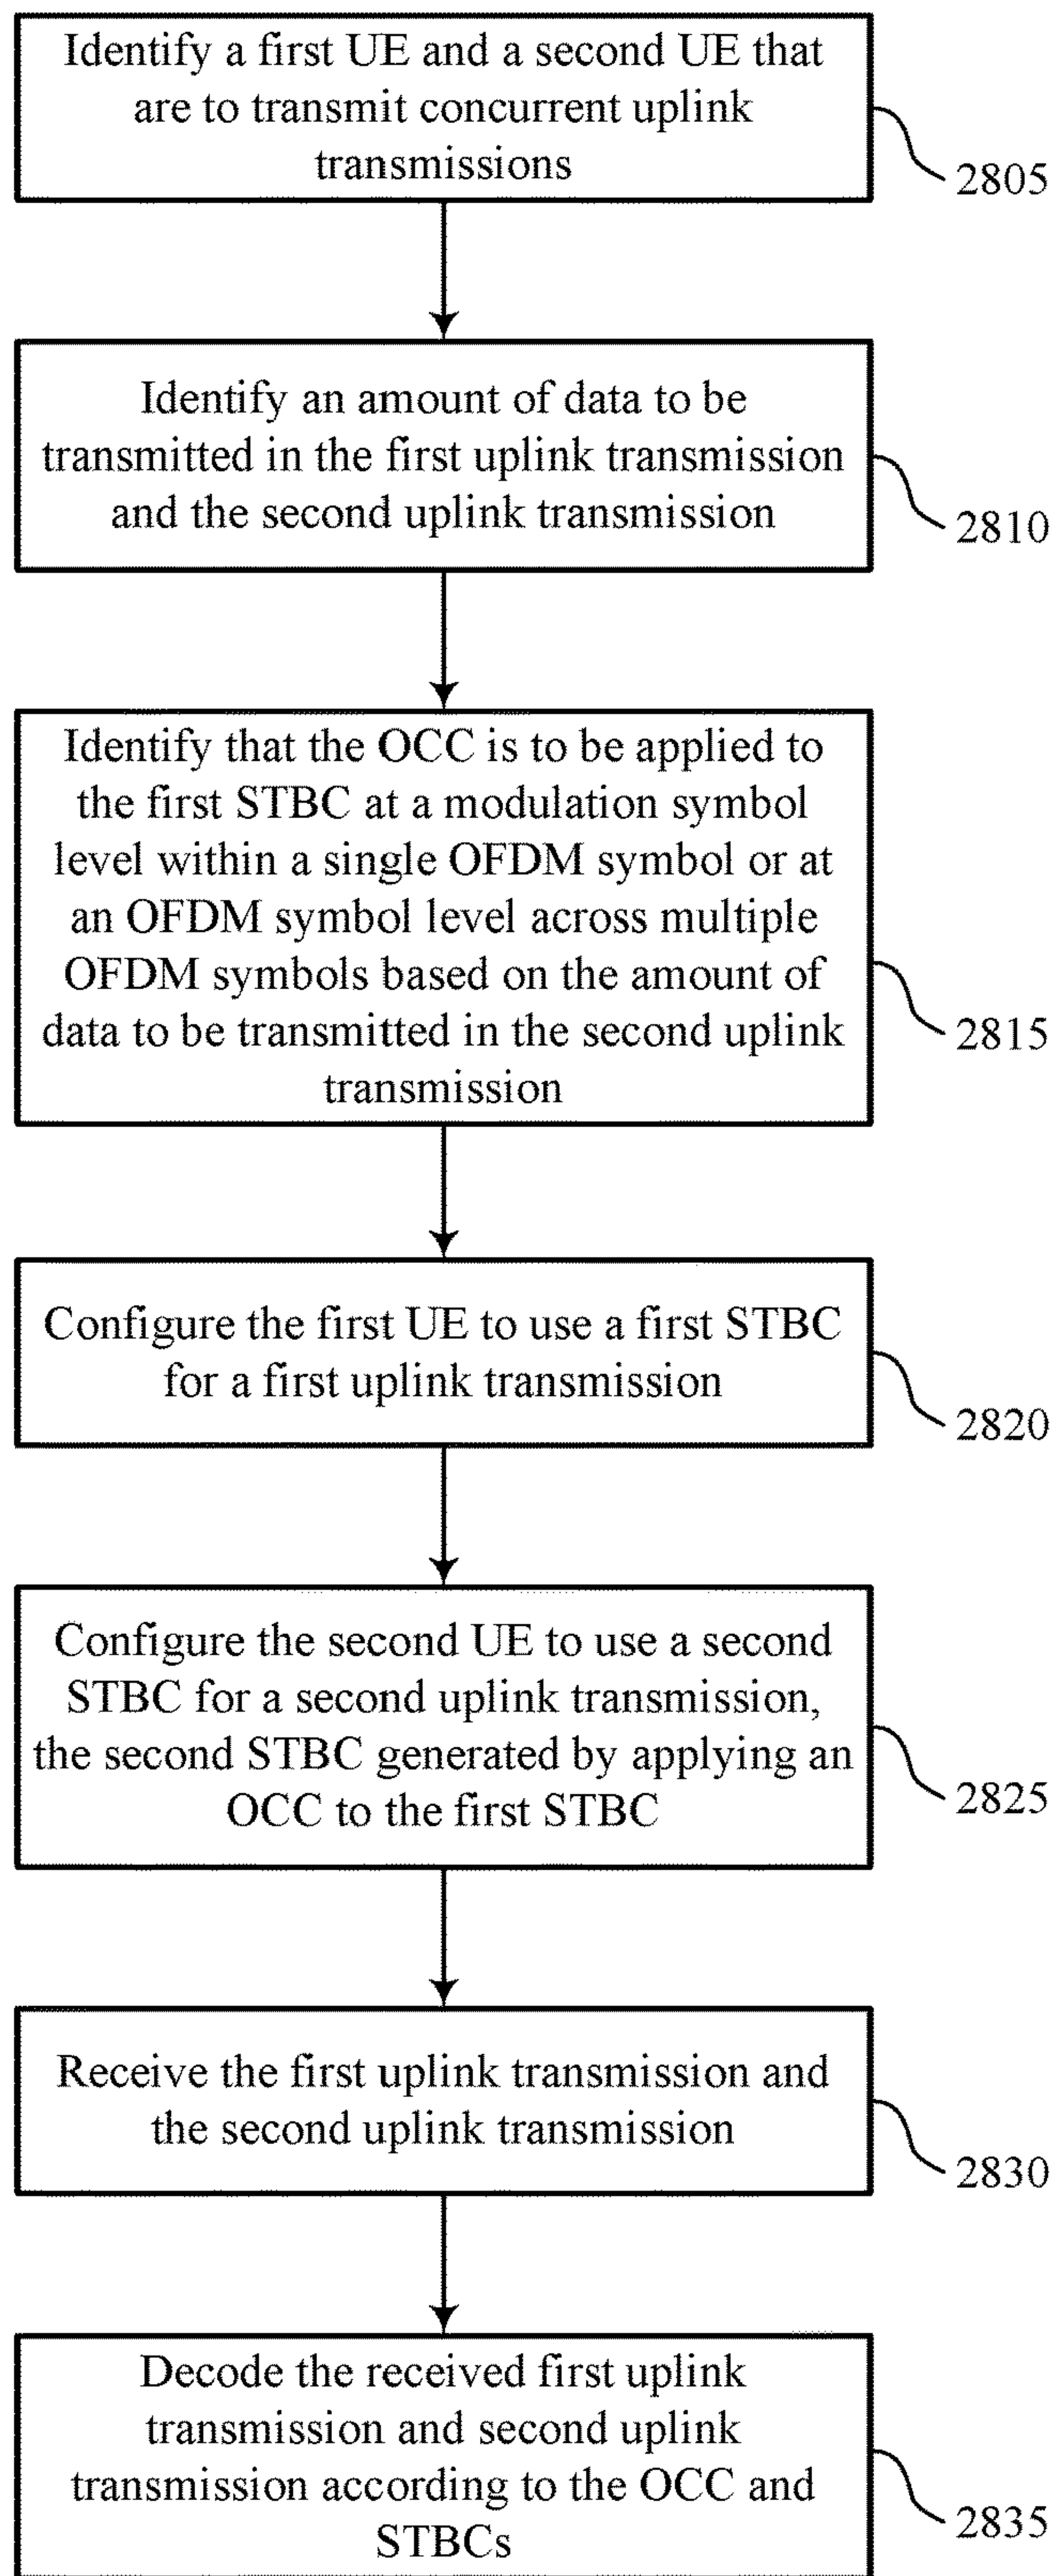 Identify a first UE and a second UE that
are to transmit concurrent uplink
transmissions
2805
Identify an amount of data to be
transmitted in the first uplink transmission
and the second uplink transmission
2810
Identify that the OCC is to be applied to
the first STBC at a modulation symbol
level within a single OFDM symbol or at
an OFDM symbol level across multiple
OFDM symbols based on the amount of
data to be transmitted in the second uplink
transmission
2815
Configure the first UE to use a first STBC
for a first uplink transmission
2820
Configure the second UE to use a second
STBC for a second uplink transmission,
the second STBC generated by applying an
OCC to the first STBC
2825
Receive the first uplink transmission and
the second uplink transmission
2830
Decode the received first uplink
transmission and second uplink
transmission according to the OCC and
STBCs
2835